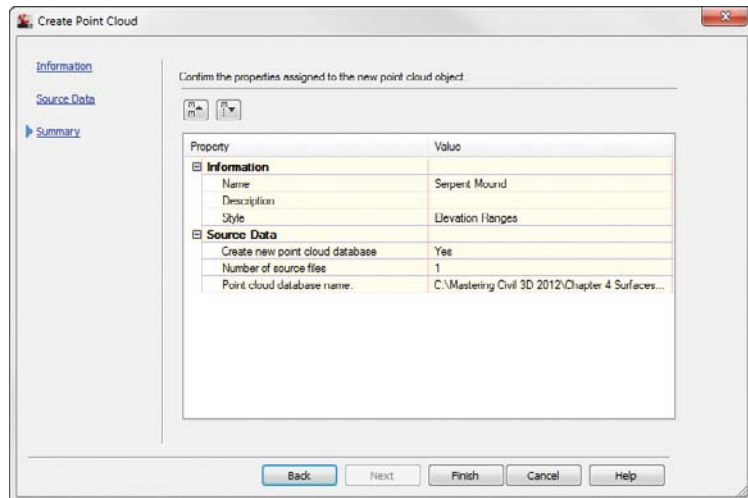 Create Point Cloud
Information
Source Data
Summary
Confirm the properties assigned to the new point cloud object.
Property Value
Information
Name Serpent Mound
Description
Style Elevation Ranges
Source Data
Create new point cloud database Yes
Number of source files 1
Point cloud database name: C:\Mastering Civil 3D 2012\Chapter 4 Surfaces...
Back Next Finish Cancel Help